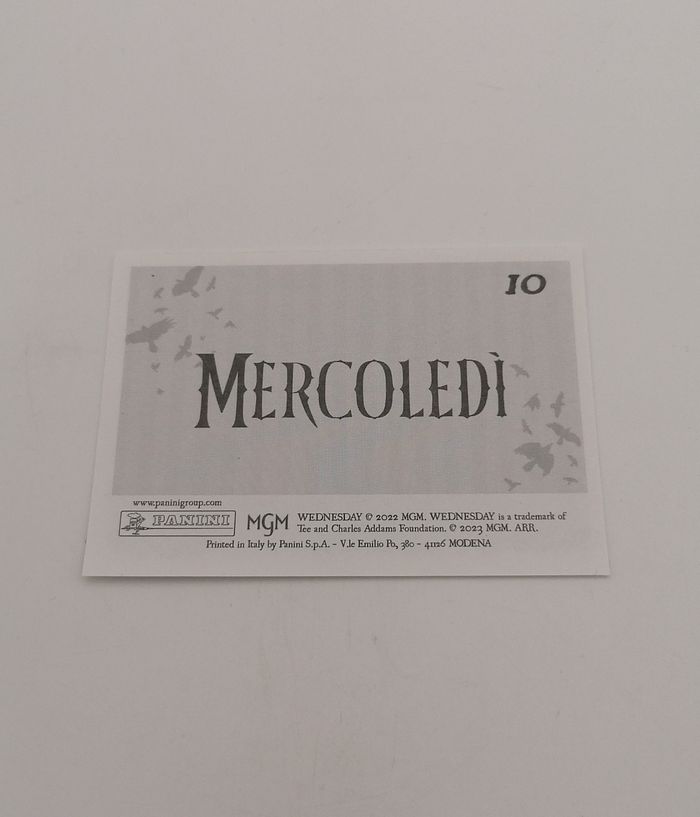 10
MERCOLEDÌ
www.paninigroup.com
PANINI
MGM
WEDNESDAY © 2022 MGM. WEDNESDAY is a trademark of
Tee and Charles Addams Foundation. © 2023 MGM. ARR.
Printed in Italy by Panini S.p.A. - V.le Emilio Po, 380 - 41126 MODENA